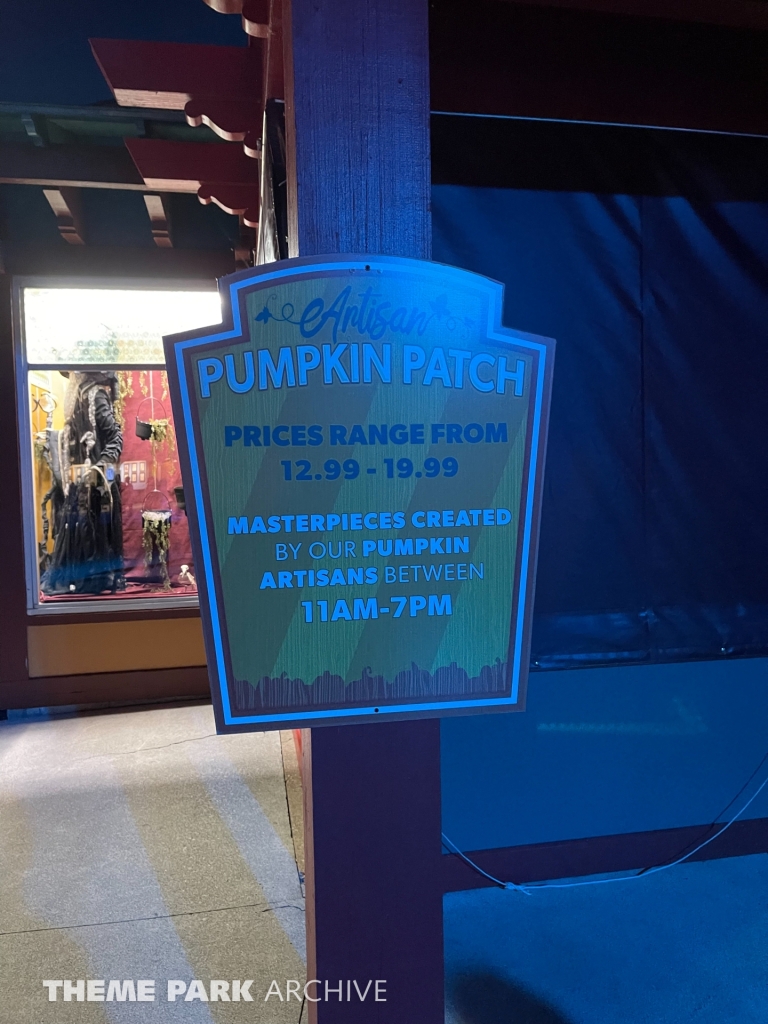 Artisan
PUMPKIN PATCH
PRICES RANGE FROM
12.99 - 19.99
MASTERPIECES CREATED
BY OUR PUMPKIN
ARTISANS BETWEEN
11AM-7PM
THEME PARK ARCHIVE